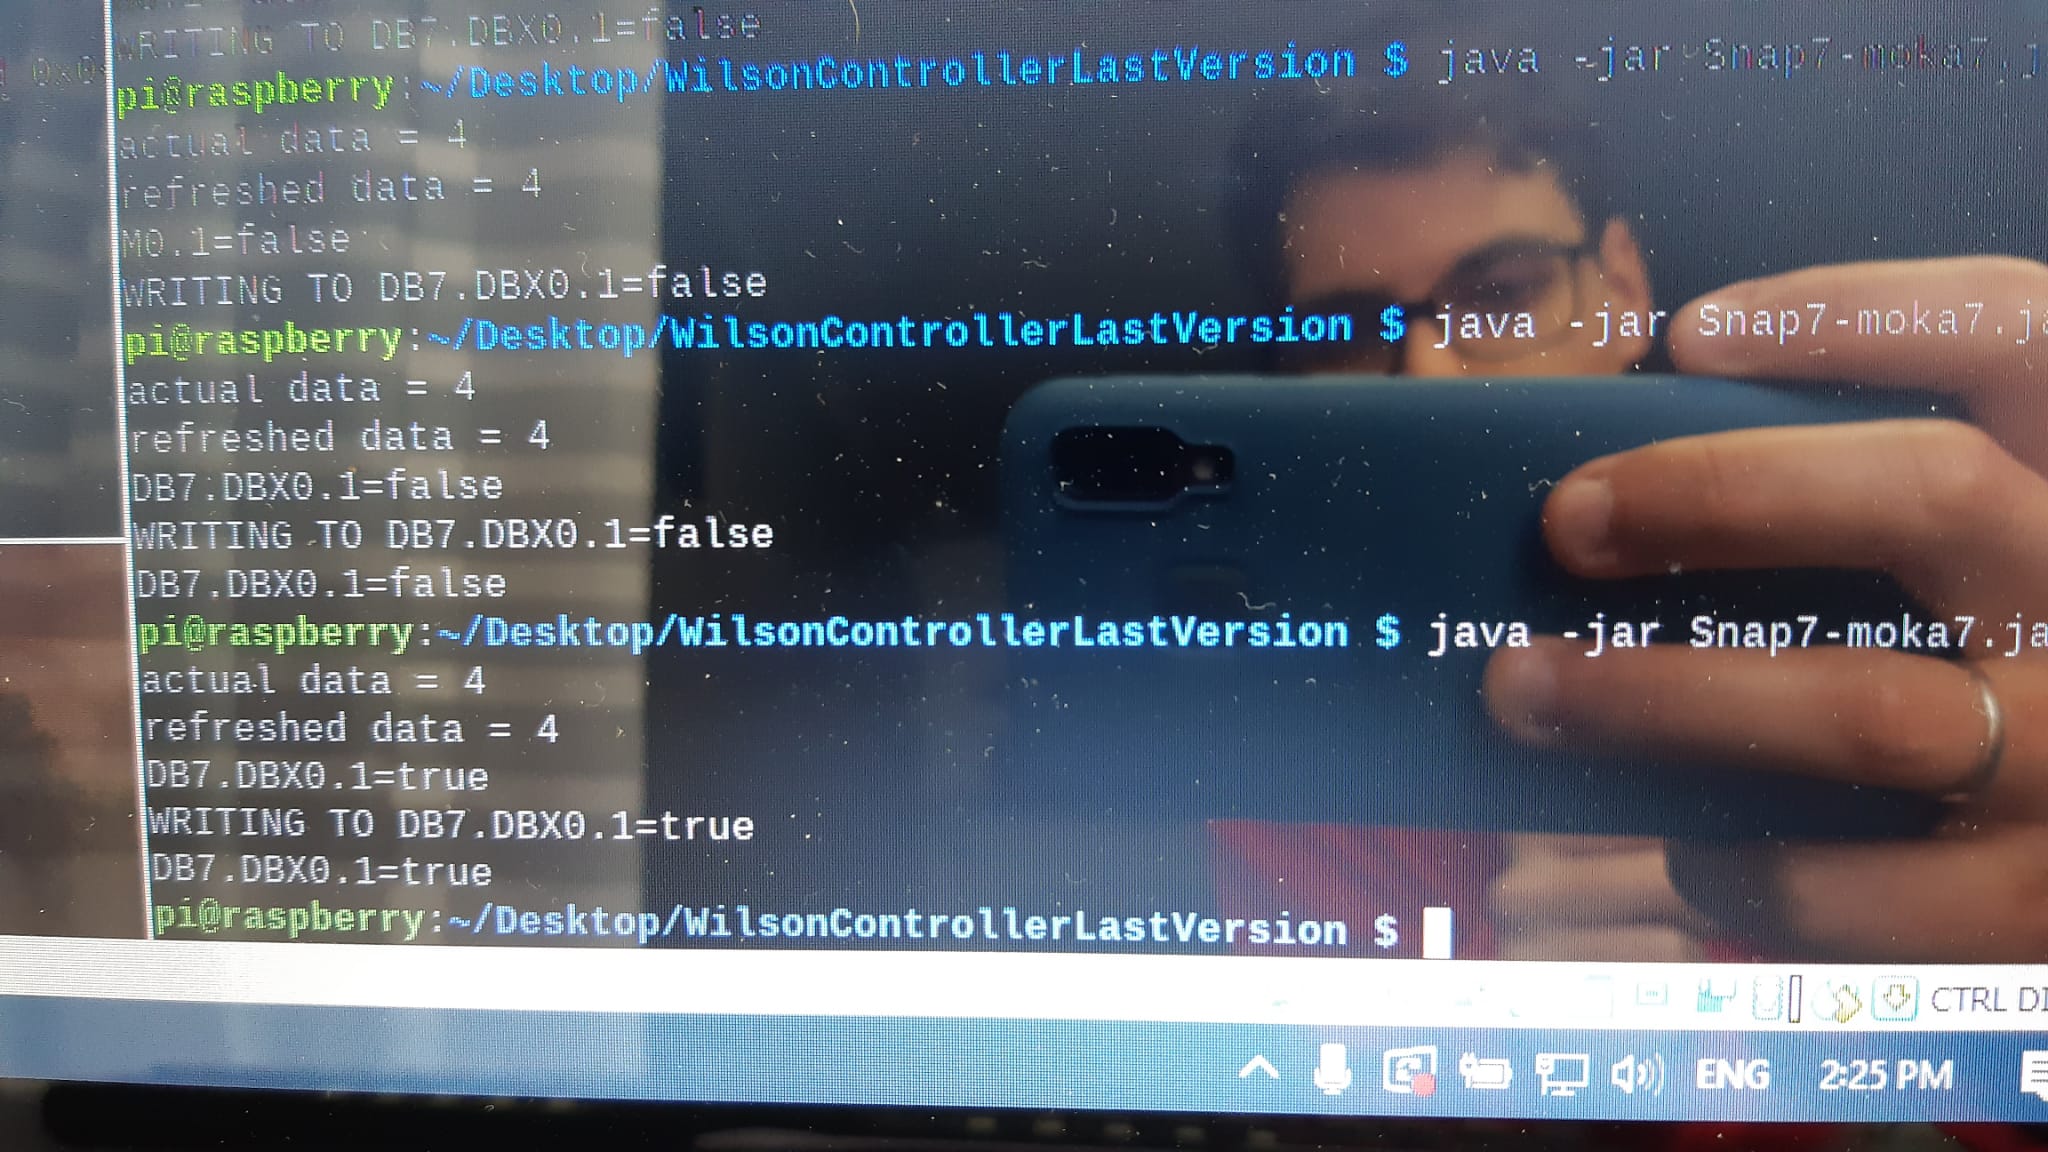 WRITING TO DB7.DBX0.1=false
pi@raspberry:~/Desktop/WilsonControllerLastVersion $ java -jar Snap7-moka7.j
actual data = 4
refreshed data = 4
M0.1=false
WRITING TO DB7.DBX0.1=false
pi@raspberry:~/Desktop/WilsonControllerLastVersion $ java -jar Snap7-moka7.ja
actual data = 4
refreshed data = 4
DB7.DBX0.1=false
WRITING TO DB7.DBX0.1=false
DB7.DBX0.1=false
pi@raspberry:~/Desktop/WilsonControllerLastVersion $ java -jar Snap7-moka7.ja
actual data = 4
refreshed data = 4
DB7.DBX0.1=true
WRITING TO DB7.DBX0.1=true
DB7.DBX0.1=true
pi@raspberry:~/Desktop/WilsonControllerLastVersion $
CTRL DI
ENG 2:25 PM